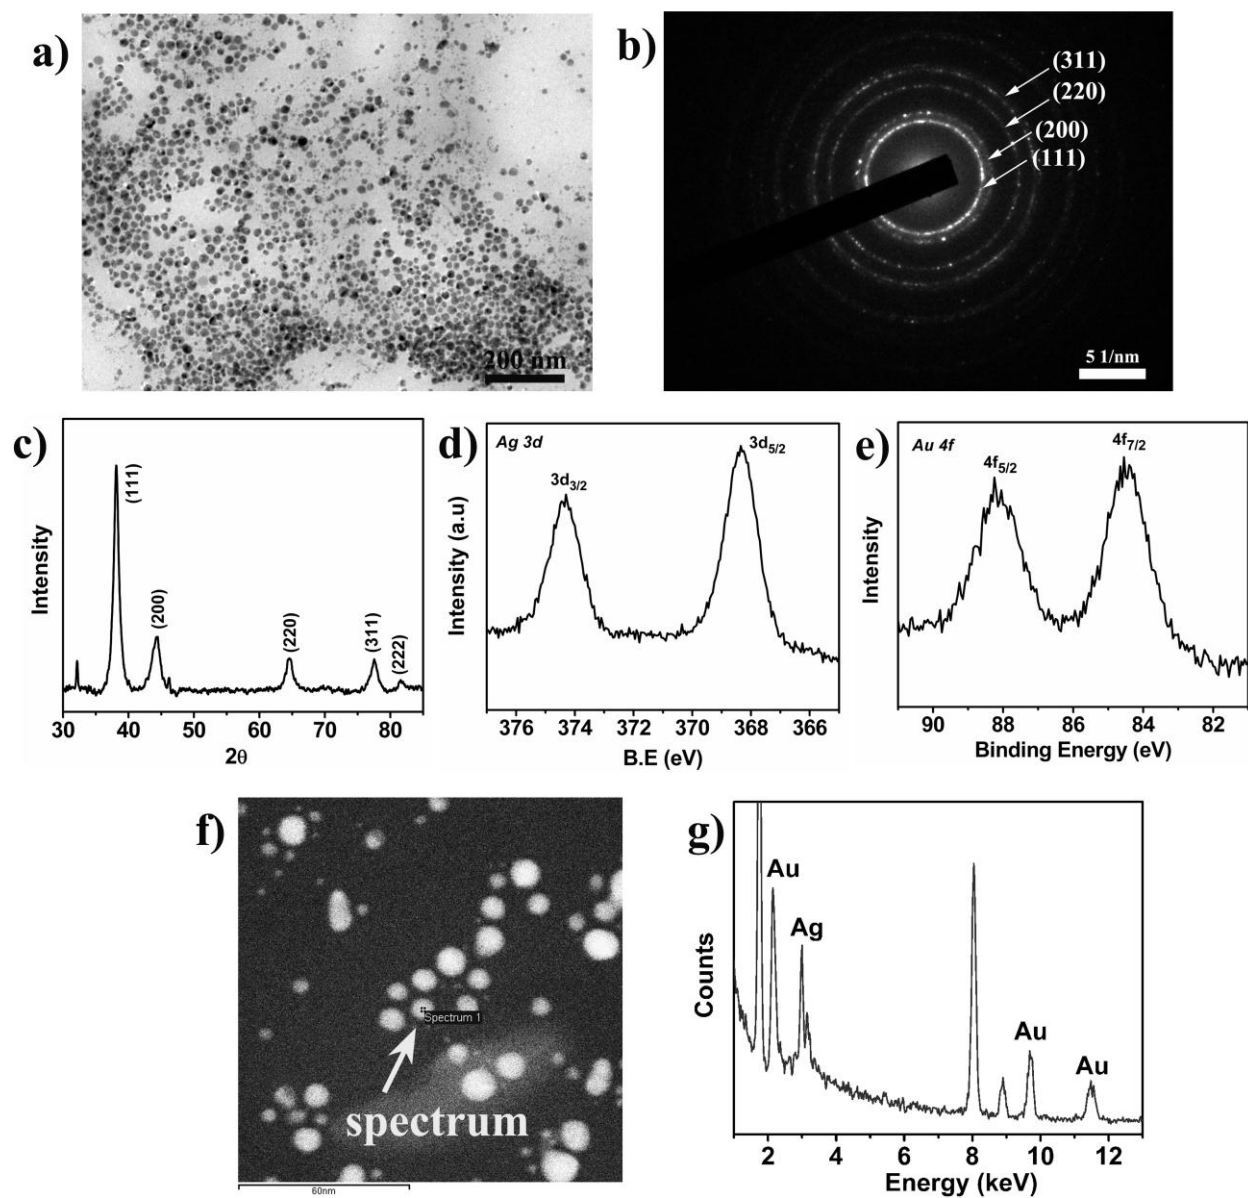 a)
200 nm
b)
(311)
(220)
(200)
(111)
5 1/nm
c)
Intensity
(111)
(200)
(220)
(311)
(222)
30 40 50 60 70 80
2θ
d)
Ag 3d
3d3/2
3d5/2
Intensity (a.u)
376 374 372 370 368 366
B.E (eV)
e)
Au 4f
4f5/2
4f7/2
Intensity
90 88 86 84 82
Binding Energy (eV)
f)
Spectrum 1
spectrum
60nm
g)
Au
Ag
Au
Au
Counts
2 4 6 8 10 12
Energy (keV)